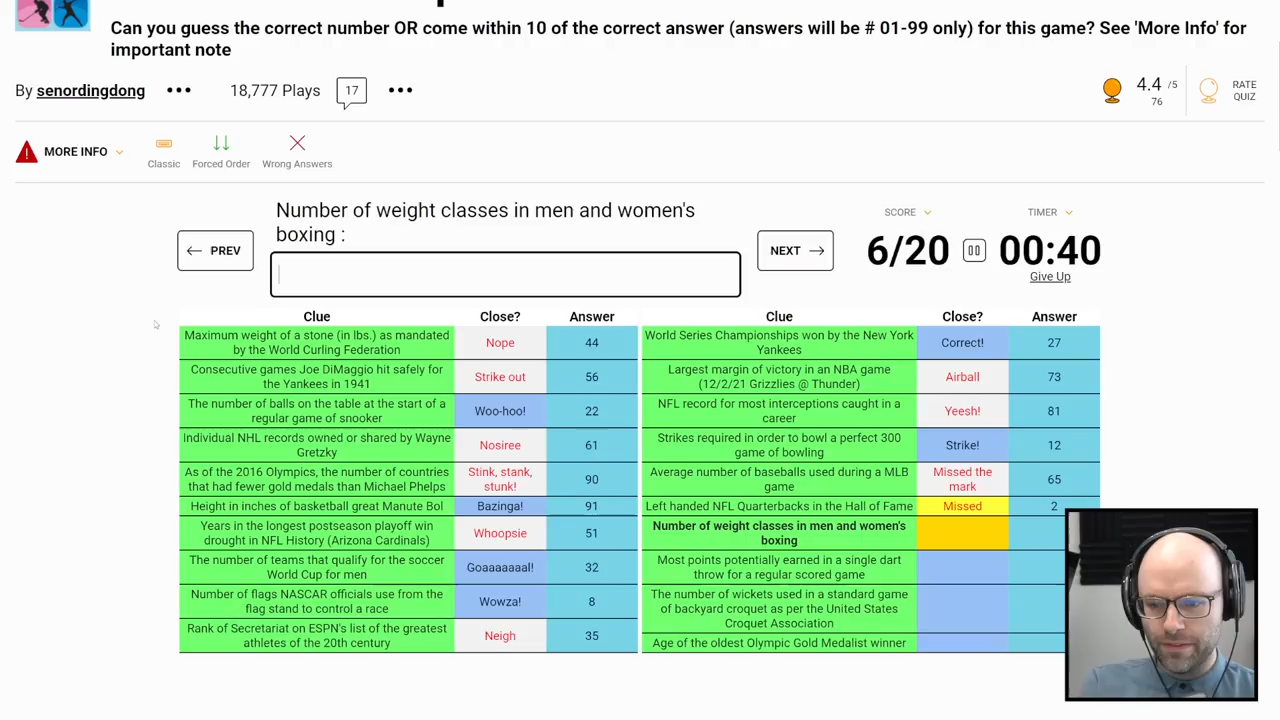 Can you guess the correct number OR come within 10 of the correct answer (answers will be # 01-99 only) for this game? See 'More Info' for
important note
By senordingdong ••• 18,777 Plays 17 •••
4.4 /5
76
RATE
QUIZ
MORE INFO
Classic
Forced Order
Wrong Answers
← PREV
Number of weight classes in men and women's
boxing :
NEXT →
SCORE
6/20
TIMER
00:40
Give Up
Clue Close? Answer
Maximum weight of a stone (in lbs.) as mandated
by the World Curling Federation
Nope
44
Consecutive games Joe DiMaggio hit safely for
the Yankees in 1941
Strike out
56
The number of balls on the table at the start of a
regular game of snooker
Woo-hoo!
22
Individual NHL records owned or shared by Wayne
Gretzky
Nosiree
61
As of the 2016 Olympics, the number of countries
that had fewer gold medals than Michael Phelps
Stink, stank,
stunk!
90
Height in inches of basketball great Manute Bol
Bazinga!
91
Years in the longest postseason playoff win
drought in NFL History (Arizona Cardinals)
Whoopsie
51
The number of teams that qualify for the soccer
World Cup for men
Goaaaaaaal!
32
Number of flags NASCAR officials use from the
flag stand to control a race
Wowza!
8
Rank of Secretariat on ESPN's list of the greatest
athletes of the 20th century
Neigh
35
Clue Close? Answer
World Series Championships won by the New York
Yankees
Correct!
27
Largest margin of victory in an NBA game
(12/2/21 Grizzlies @ Thunder)
Airball
73
NFL record for most interceptions caught in a
career
Yeesh!
81
Strikes required in order to bowl a perfect 300
game of bowling
Strike!
12
Average number of baseballs used during a MLB
game
Missed the
mark
65
Left handed NFL Quarterbacks in the Hall of Fame
Missed
2
Number of weight classes in men and women's
boxing
Most points potentially earned in a single dart
throw for a regular scored game
The number of wickets used in a standard game
of backyard croquet as per the United States
Croquet Association
Age of the oldest Olympic Gold Medalist winner